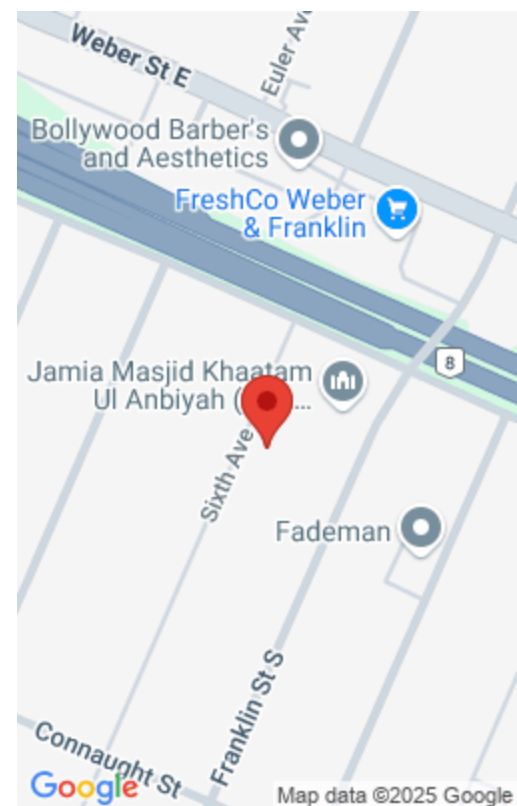 Weber St E
Euler Ave
Bollywood Barber's
and Aesthetics
FreshCo Weber
& Franklin
8
Jamia Masjid Khaatam
Ul Anbiyah (
...
Sixth Ave
Fademan
Franklin St S
Connaught St
Google
Map data ©2025 Google